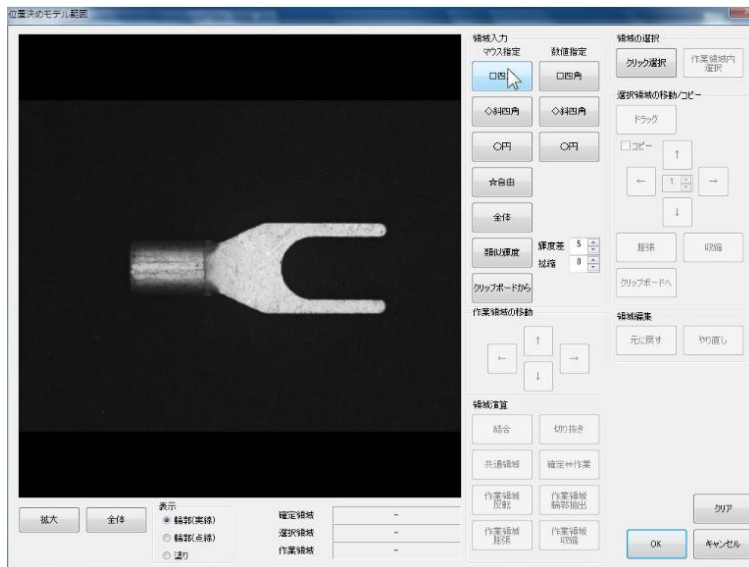 位置決めモデル範囲
領域入力
マウス指定
数値指定
□四
□四角
◇斜四角
◇斜四角
○円
○円
☆自由
全体
類似輝度
輝度差 5
拡縮 0
クリップボードから
作業領域の移動
↑
←
→
↓
領域演算
結合
切り抜き
共通領域
確定⇔作業
作業領域
反転
作業領域
輪郭抽出
作業領域
膨張
作業領域
収縮
領域の選択
クリック選択
作業領域内
選択
選択領域の移動/コピー
ドラッグ
コピー
↑
←
1
→
↓
膨張
収縮
クリップボードへ
領域編集
元に戻す
やり直し
クリア
OK
キャンセル
拡大
全体
表示
輪郭(実線)
輪郭(点線)
塗り
確定領域 -
選択領域 -
作業領域 -